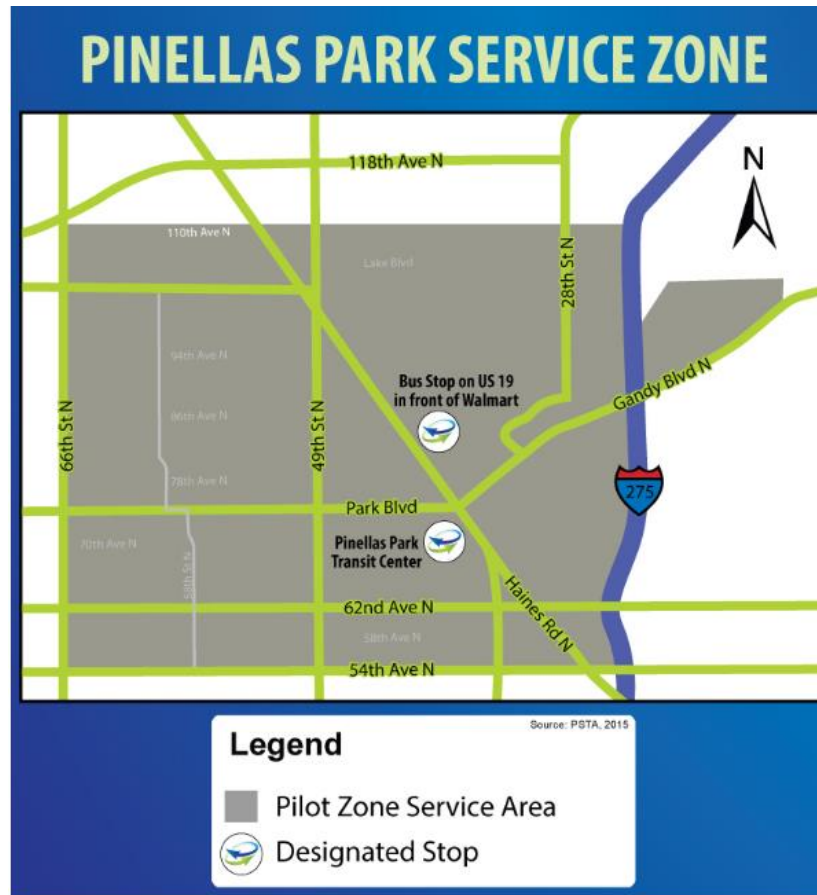 PINELLAS PARK SERVICE ZONE
118th Ave N
N
110th Ave N
Lake Blvd
28th St N
94th Ave N
Bus Stop on US 19
in front of Walmart
Gandy Blvd N
86th Ave N
66th St N
49th St N
78th Ave N
275
Park Blvd
70th Ave N
Pinellas Park
Transit Center
58th St N
Haines Rd N
62nd Ave N
58th Ave N
54th Ave N
Source: PSTA, 2015
Legend
Pilot Zone Service Area
Designated Stop